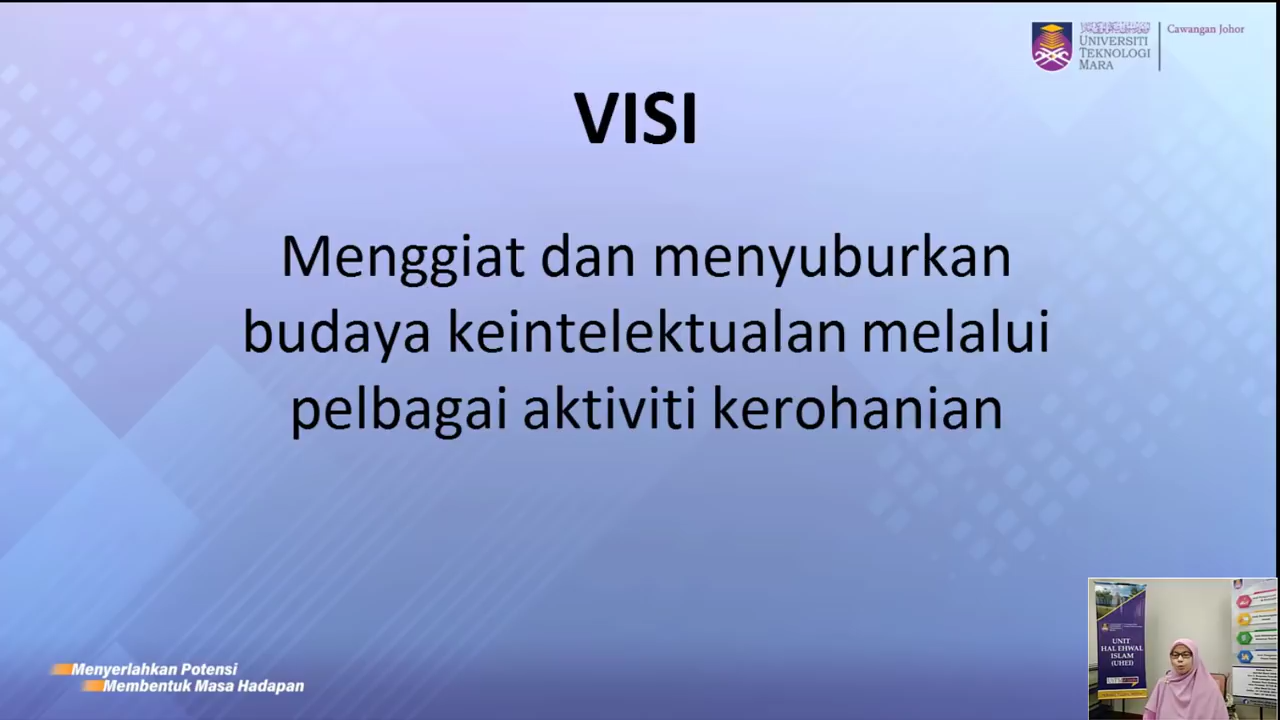 UNIVERSITI
TEKNOLOGI
MARA
Cawangan Johor
VISI
Menggiat dan menyuburkan
budaya keintelektualan melalui
pelbagai aktiviti kerohanian
UNIT
HAL EHWAL
ISLAM
(UHEI)
Menyerlahkan Potensi
Membentuk Masa Hadapan